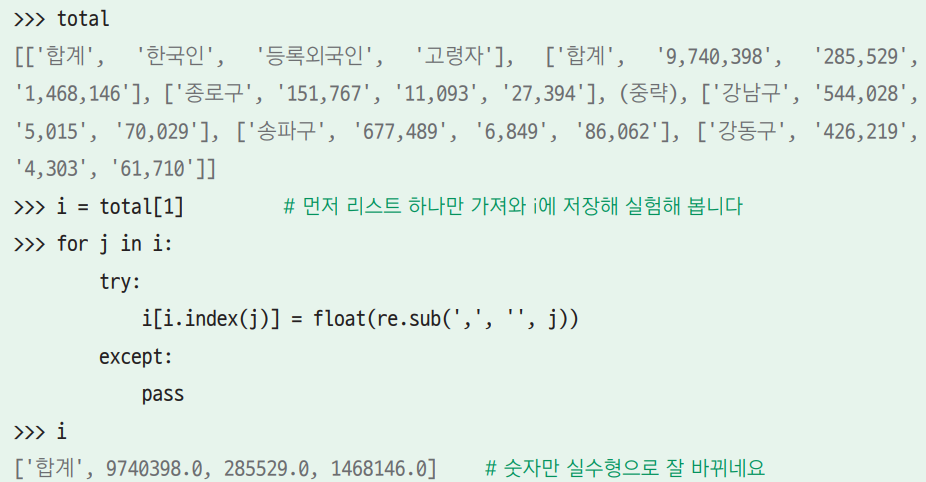 >>> total
[['합계', '한국인', '등록외국인', '고령자'], ['합계', '9,740,398', '285,529',
'1,468,146'], ['종로구', '151,767', '11,093', '27,394'], (중략), ['강남구', '544,028',
'5,015', '70,029'], ['송파구', '677,489', '6,849', '86,062'], ['강동구', '426,219',
'4,303', '61,710']]
>>> i = total[1] # 먼저 리스트 하나만 가져와 i에 저장해 실험해 봅니다
>>> for j in i:
try:
i[i.index(j)] = float(re.sub(',', '', j))
except:
pass
>>> i
['합계', 9740398.0, 285529.0, 1468146.0] # 숫자만 실수형으로 잘 바뀌네요